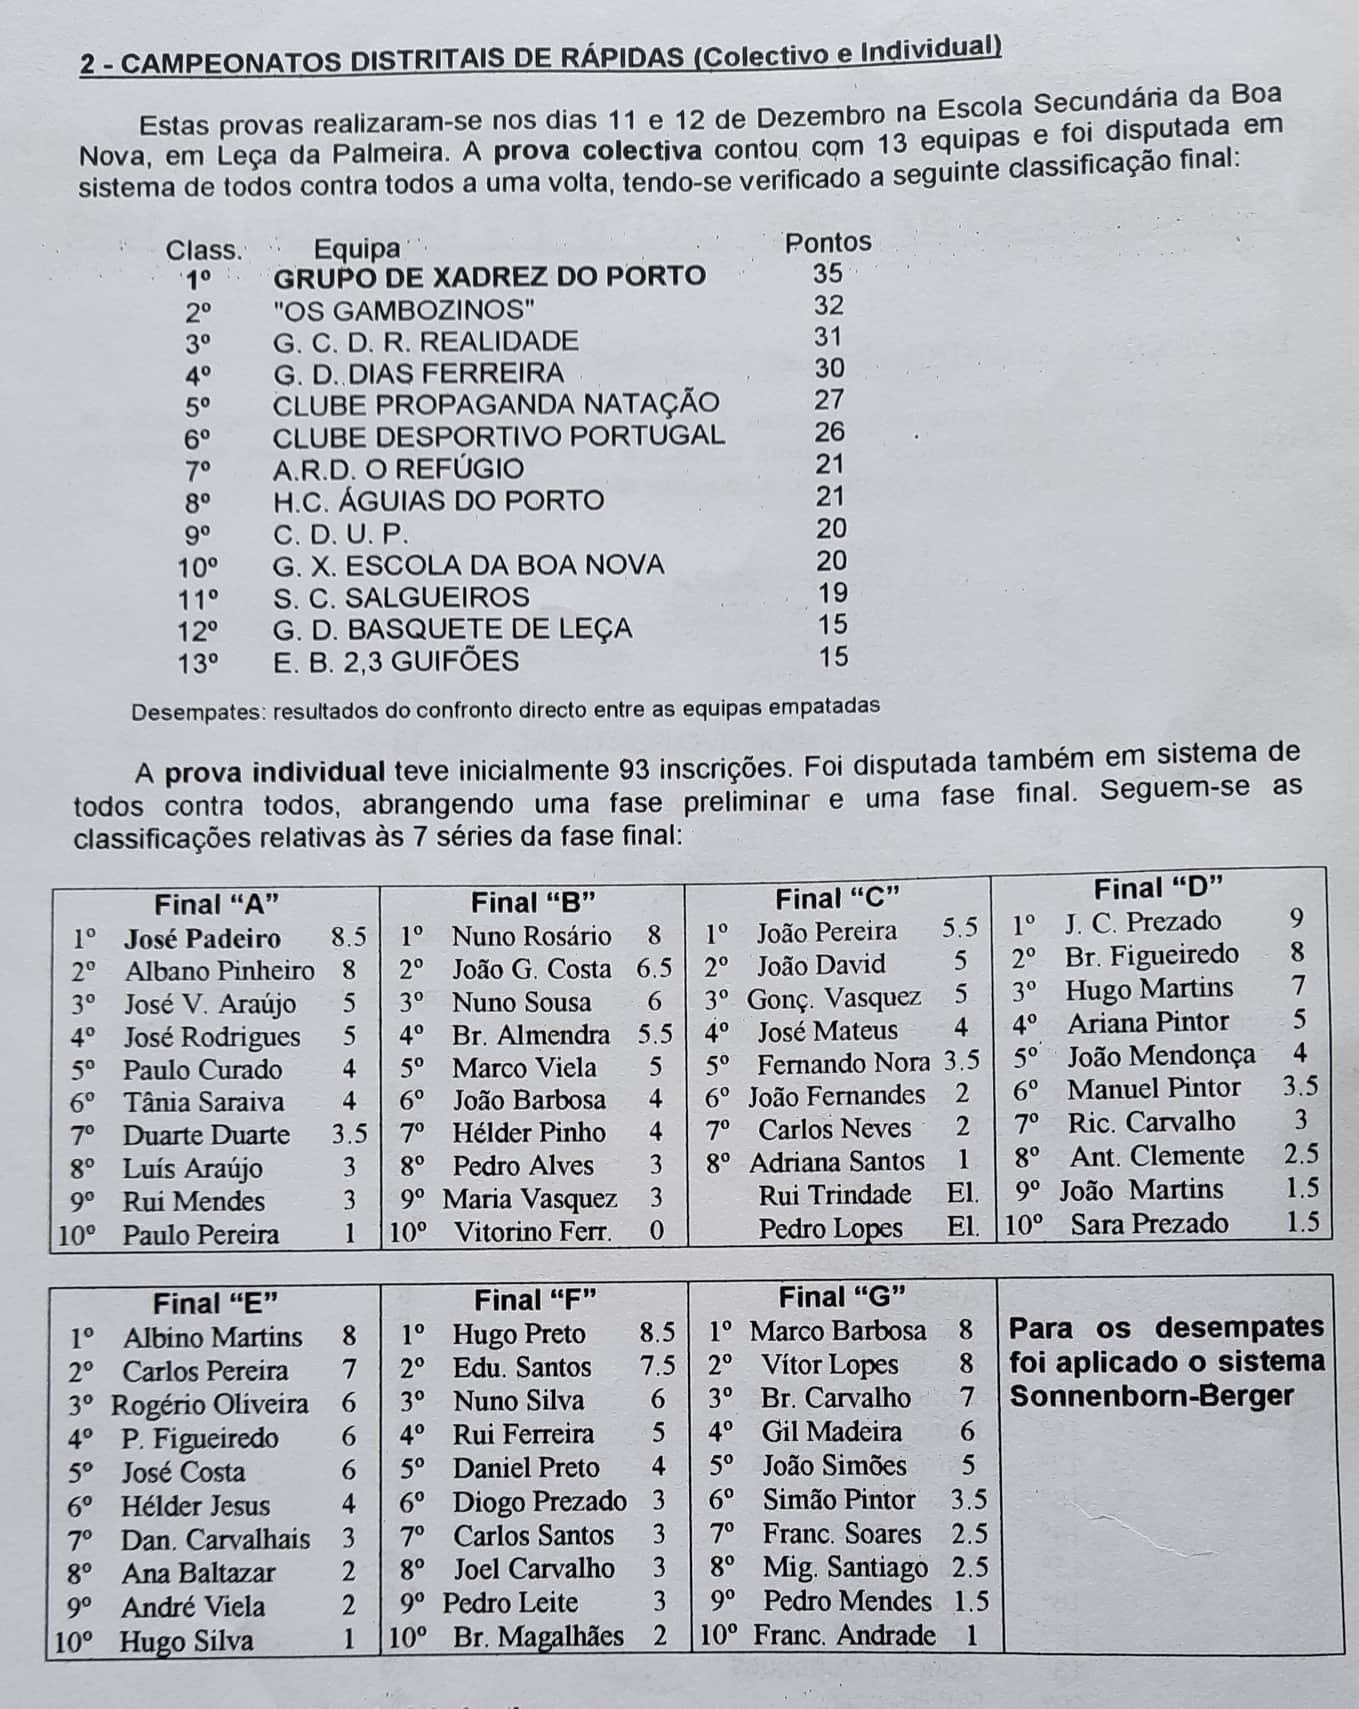 2 - CAMPEONATOS DISTRITAIS DE RÁPIDAS (Colectivo e Individual)
Estas provas realizaram-se nos dias 11 e 12 de Dezembro na Escola Secundária da Boa
Nova, em Leça da Palmeira. A prova colectiva contou com 13 equipas e foi disputada em
sistema de todos contra todos a uma volta, tendo-se verificado a seguinte classificação final:
Class. Equipa Pontos
1º GRUPO DE XADREZ DO PORTO 35
2º "OS GAMBOZINOS" 32
3º G. C. D. R. REALIDADE 31
4º G. D. DIAS FERREIRA 30
5º CLUBE PROPAGANDA NATAÇÃO 27
6º CLUBE DESPORTIVO PORTUGAL 26
7º A.R.D. O REFÚGIO 21
8º H.C. ÁGUIAS DO PORTO 21
9º C. D. U. P. 20
10º G. X. ESCOLA DA BOA NOVA 20
11º S. C. SALGUEIROS 19
12º G. D. BASQUETE DE LEÇA 15
13º E. B. 2,3 GUIFÕES 15
Desempates: resultados do confronto directo entre as equipas empatadas
A prova individual teve inicialmente 93 inscrições. Foi disputada também em sistema de
todos contra todos, abrangendo uma fase preliminar e uma fase final. Seguem-se as
classificações relativas às 7 séries da fase final:
Final “A”
1º José Padeiro 8.5
2º Albano Pinheiro 8
3º José V. Araújo 5
4º José Rodrigues 5
5º Paulo Curado 4
6º Tânia Saraiva 4
7º Duarte Duarte 3.5
8º Luís Araújo 3
9º Rui Mendes 3
10º Paulo Pereira 1
Final “B”
1º Nuno Rosário 8
2º João G. Costa 6.5
3º Nuno Sousa 6
4º Br. Almendra 5.5
5º Marco Viela 5
6º João Barbosa 4
7º Hélder Pinho 4
8º Pedro Alves 3
9º Maria Vasquez 3
10º Vitorino Ferr. 0
Final “C”
1º João Pereira 5.5
2º João David 5
3º Gonç. Vasquez 5
4º José Mateus 4
5º Fernando Nora 3.5
6º João Fernandes 2
7º Carlos Neves 2
8º Adriana Santos 1
Rui Trindade El.
Pedro Lopes El.
Final “D”
1º J. C. Prezado 9
2º Br. Figueiredo 8
3º Hugo Martins 7
4º Ariana Pintor 5
5º João Mendonça 4
6º Manuel Pintor 3.5
7º Ric. Carvalho 3
8º Ant. Clemente 2.5
9º João Martins 1.5
10º Sara Prezado 1.5
Final “E”
1º Albino Martins 8
2º Carlos Pereira 7
3º Rogério Oliveira 6
4º P. Figueiredo 6
5º José Costa 6
6º Hélder Jesus 4
7º Dan. Carvalhais 3
8º Ana Baltazar 2
9º André Viela 2
10º Hugo Silva 1
Final “F”
1º Hugo Preto 8.5
2º Edu. Santos 7.5
3º Nuno Silva 6
4º Rui Ferreira 5
5º Daniel Preto 4
6º Diogo Prezado 3
7º Carlos Santos 3
8º Joel Carvalho 3
9º Pedro Leite 3
10º Br. Magalhães 2
Final “G”
1º Marco Barbosa 8
2º Vítor Lopes 8
3º Br. Carvalho 7
4º Gil Madeira 6
5º João Simões 5
6º Simão Pintor 3.5
7º Franc. Soares 2.5
8º Mig. Santiago 2.5
9º Pedro Mendes 1.5
10º Franc. Andrade 1
Para os desempates
foi aplicado o sistema
Sonnenborn-Berger